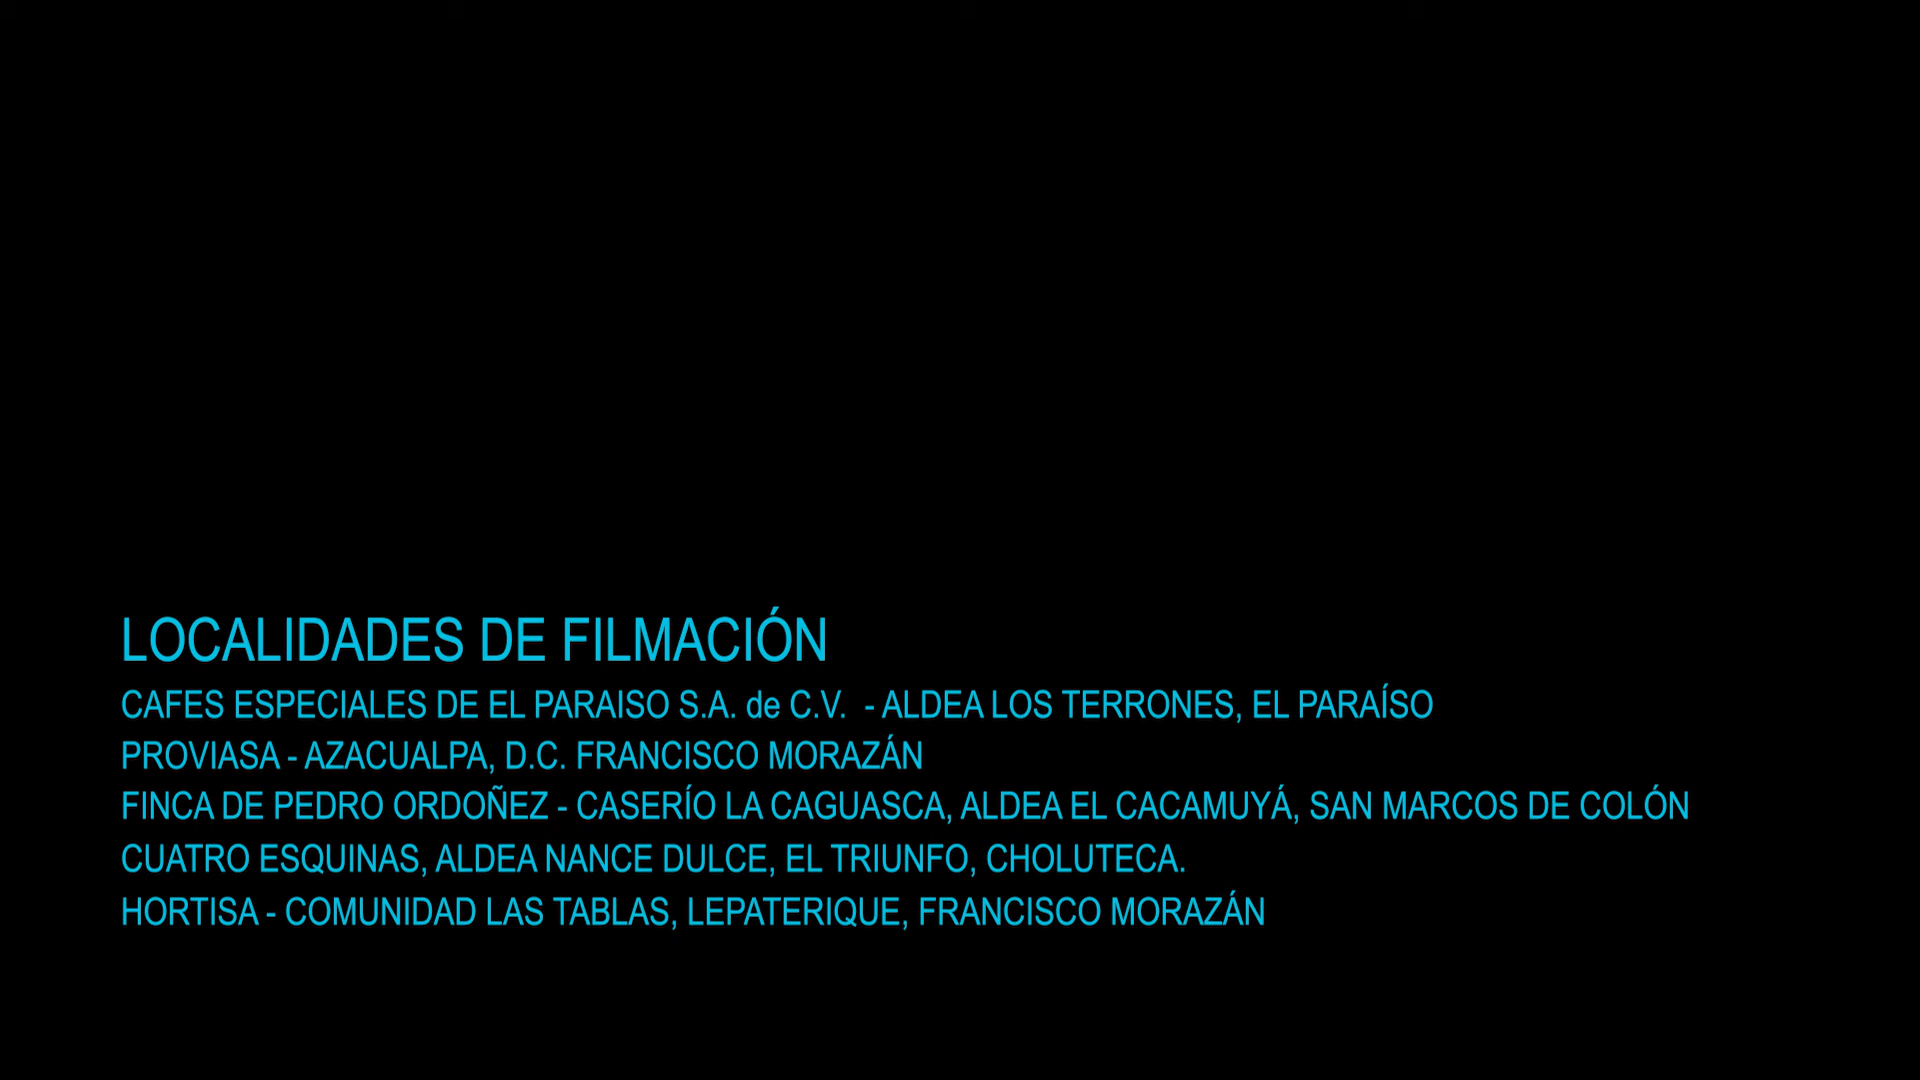 LOCALIDADES DE FILMACIÓN
CAFES ESPECIALES DE EL PARAISO S.A. de C.V.  - ALDEA LOS TERRONES, EL PARAÍSO
PROVIASA - AZACUALPA, D.C. FRANCISCO MORAZÁN
FINCA DE PEDRO ORDOÑEZ - CASERÍO LA CAGUASCA, ALDEA EL CACAMUYÁ, SAN MARCOS DE COLÓN
CUATRO ESQUINAS, ALDEA NANCE DULCE, EL TRIUNFO, CHOLUTECA.
HORTISA - COMUNIDAD LAS TABLAS, LEPATERIQUE, FRANCISCO MORAZÁN